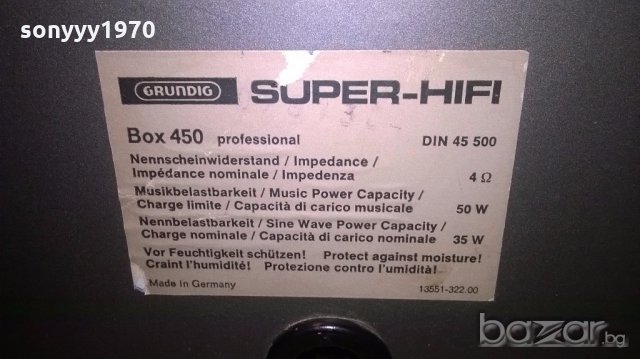 sonyyy1970
GRUNDIG SUPER-HIFI
Box 450 professional DIN 45 500
Nennscheinwiderstand / Impedance /
Impédance nominale / Impedenza 4 Ω
Musikbelastbarkeit / Music Power Capacity /
Charge limite / Capacità di carico musicale 50 W
Nennbelastbarkeit / Sine Wave Power Capacity /
Charge nominale / Capacità di carico nominale 35 W
Vor Feuchtigkeit schützen! Protect against moisture!
Craint l'humidité! Protezione contro l'umidità!
Made in Germany 13551-322.00
bazar.bg